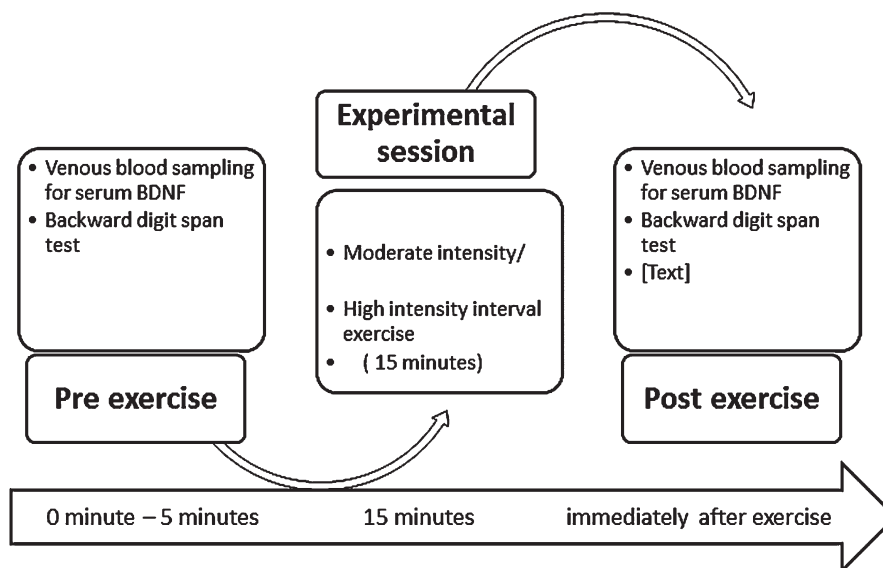 • Venous blood sampling
for serum BDNF
• Backward digit span
test
Pre exercise
Experimental
session
• Moderate intensity/
• High intensity interval
exercise
• ( 15 minutes)
• Venous blood sampling
for serum BDNF
• Backward digit span
test
• [Text]
Post exercise
0 minute – 5 minutes
15 minutes
immediately after exercise